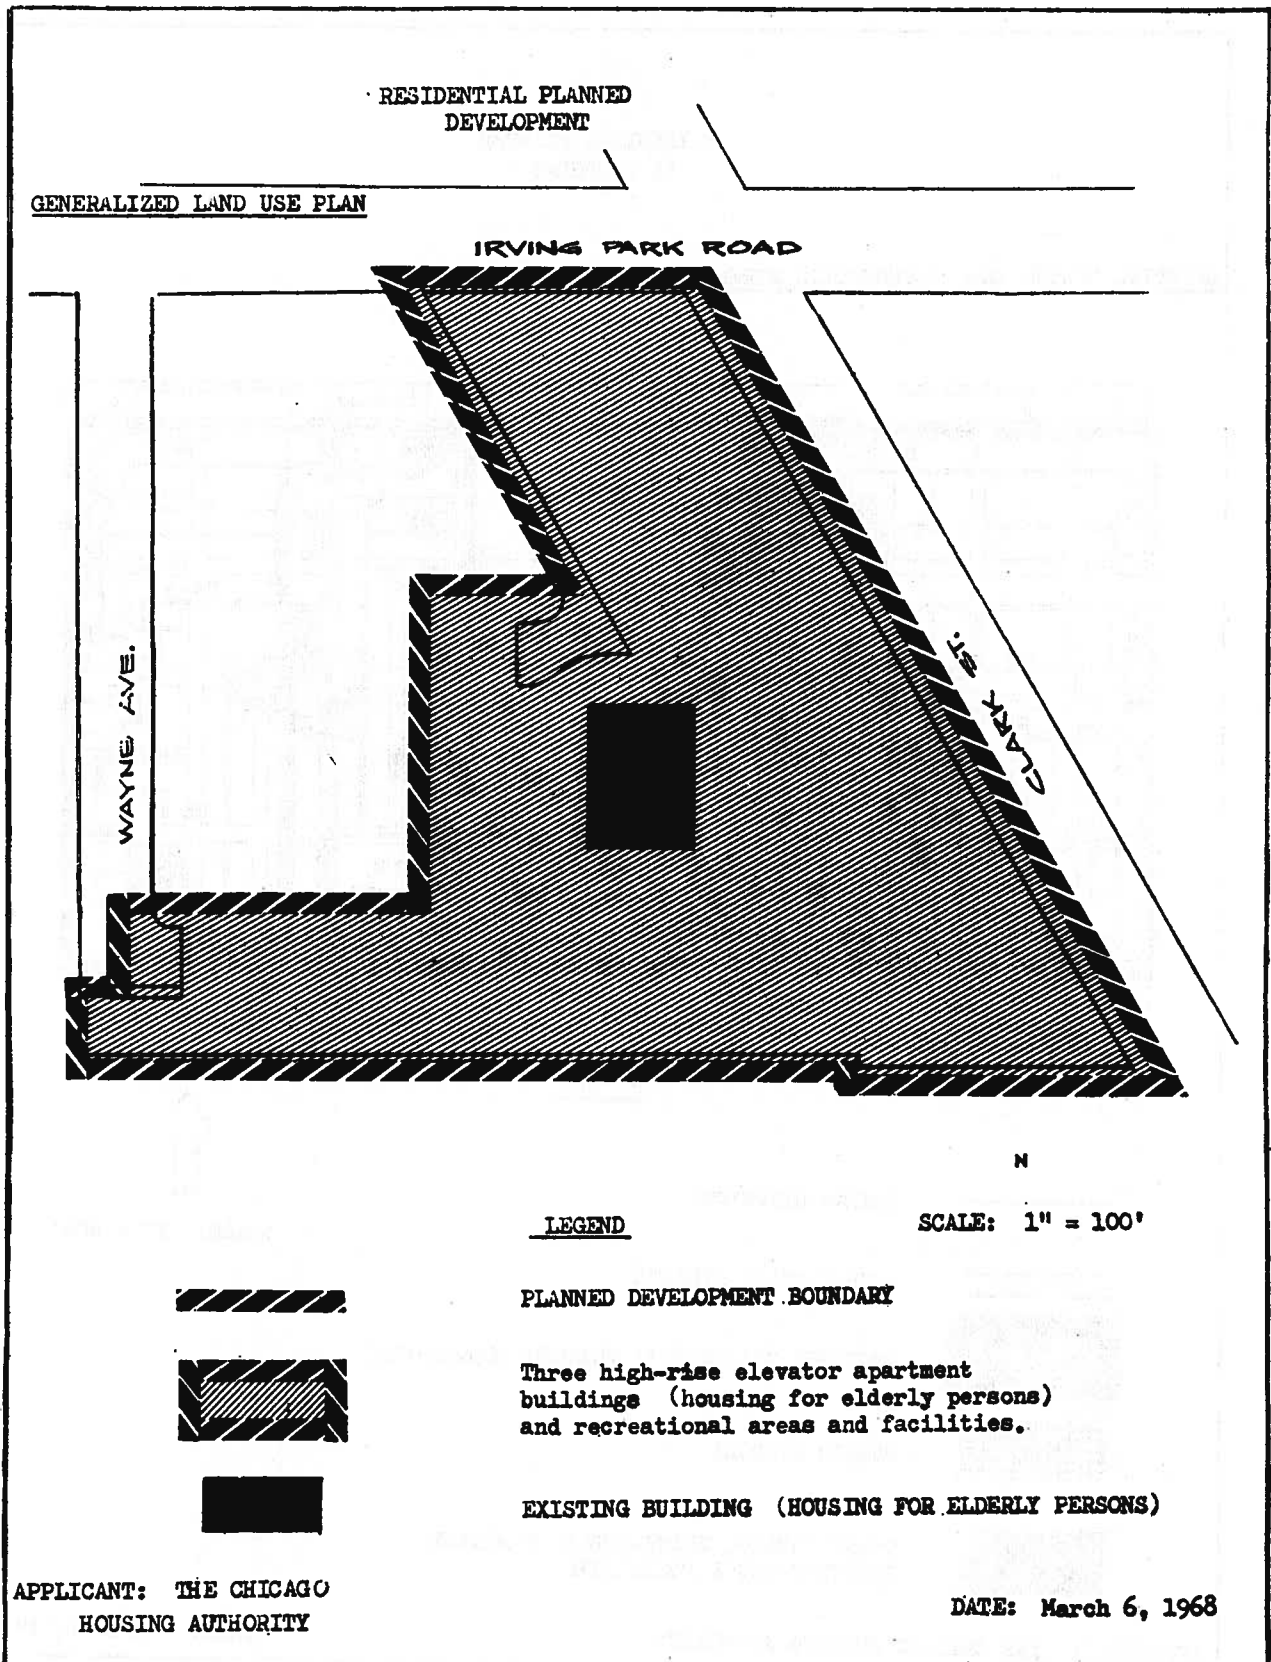 RESIDENTIAL PLANNED
DEVELOPMENT
GENERALIZED LAND USE PLAN
IRVING PARK ROAD
WAYNE AVE.
CLARK ST.
N
LEGEND
SCALE: 1" = 100'
PLANNED DEVELOPMENT BOUNDARY
Three high-rise elevator apartment
buildings (housing for elderly persons)
and recreational areas and facilities.
EXISTING BUILDING (HOUSING FOR ELDERLY PERSONS)
APPLICANT: THE CHICAGO
HOUSING AUTHORITY
DATE: March 6, 1968